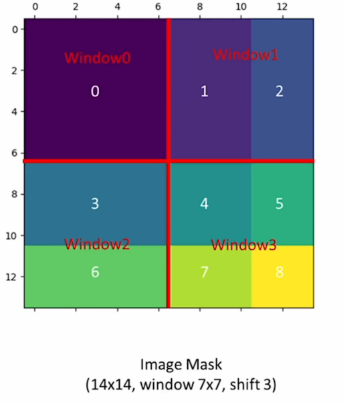 0 2 4 6 8 10 12
0
Window0 Window1
2
0 1 2
4
6
8
3 4 5
10
Window2 Window3
12
6 7 8
Image Mask
(14x14, window 7x7, shift 3)